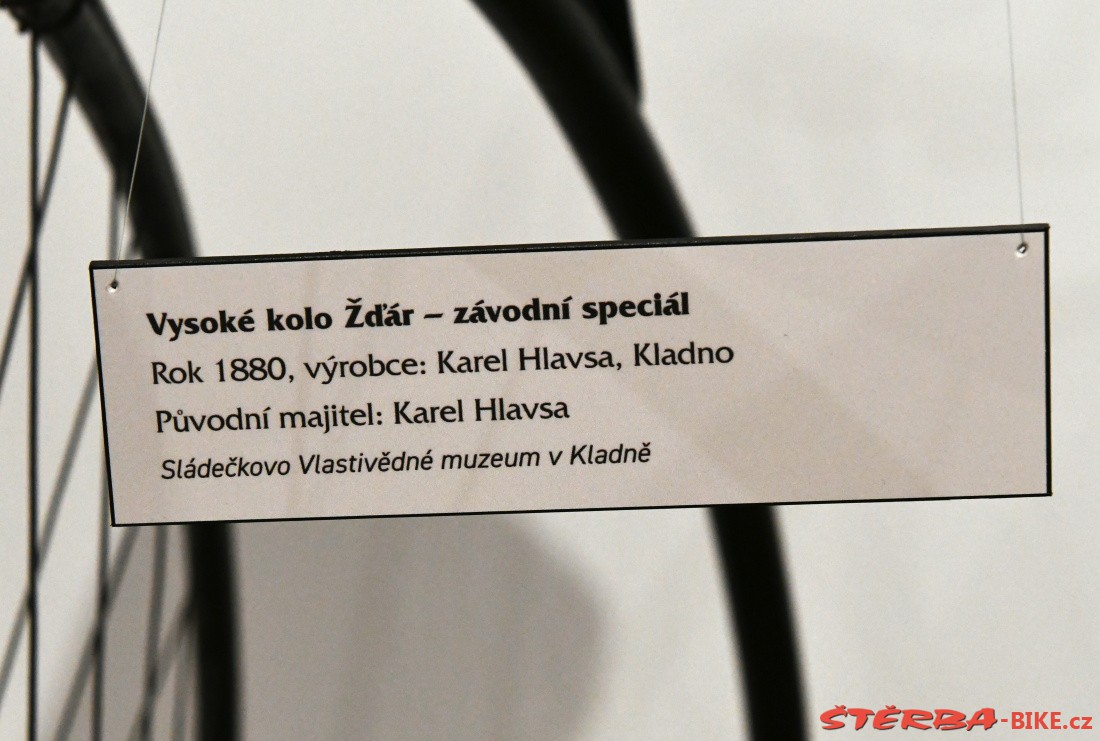 Vysoké kolo Žďár – závodní speciál
Rok 1880, výrobce: Karel Hlavsa, Kladno
Původní majitel: Karel Hlavsa
Sládečkovo Vlastivědné muzeum v Kladně
ŠTĚRBA-BIKE.cz